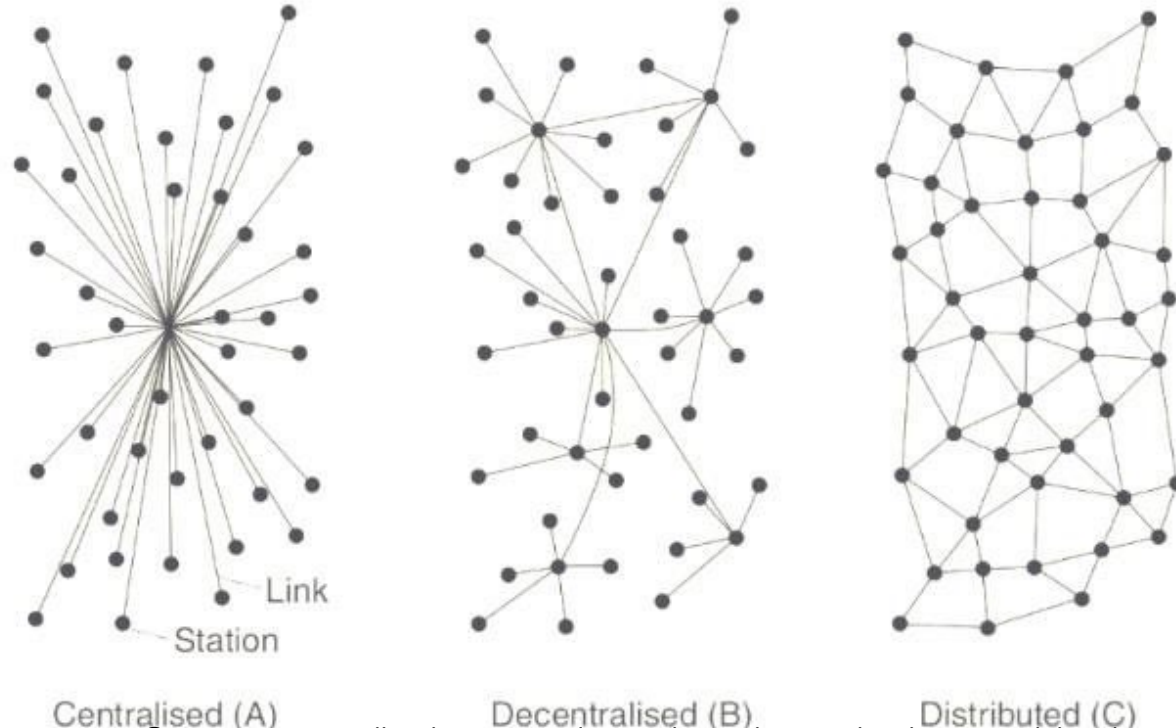 Link
Station
Centralised (A)
Decentralised (B)
Distributed (C)